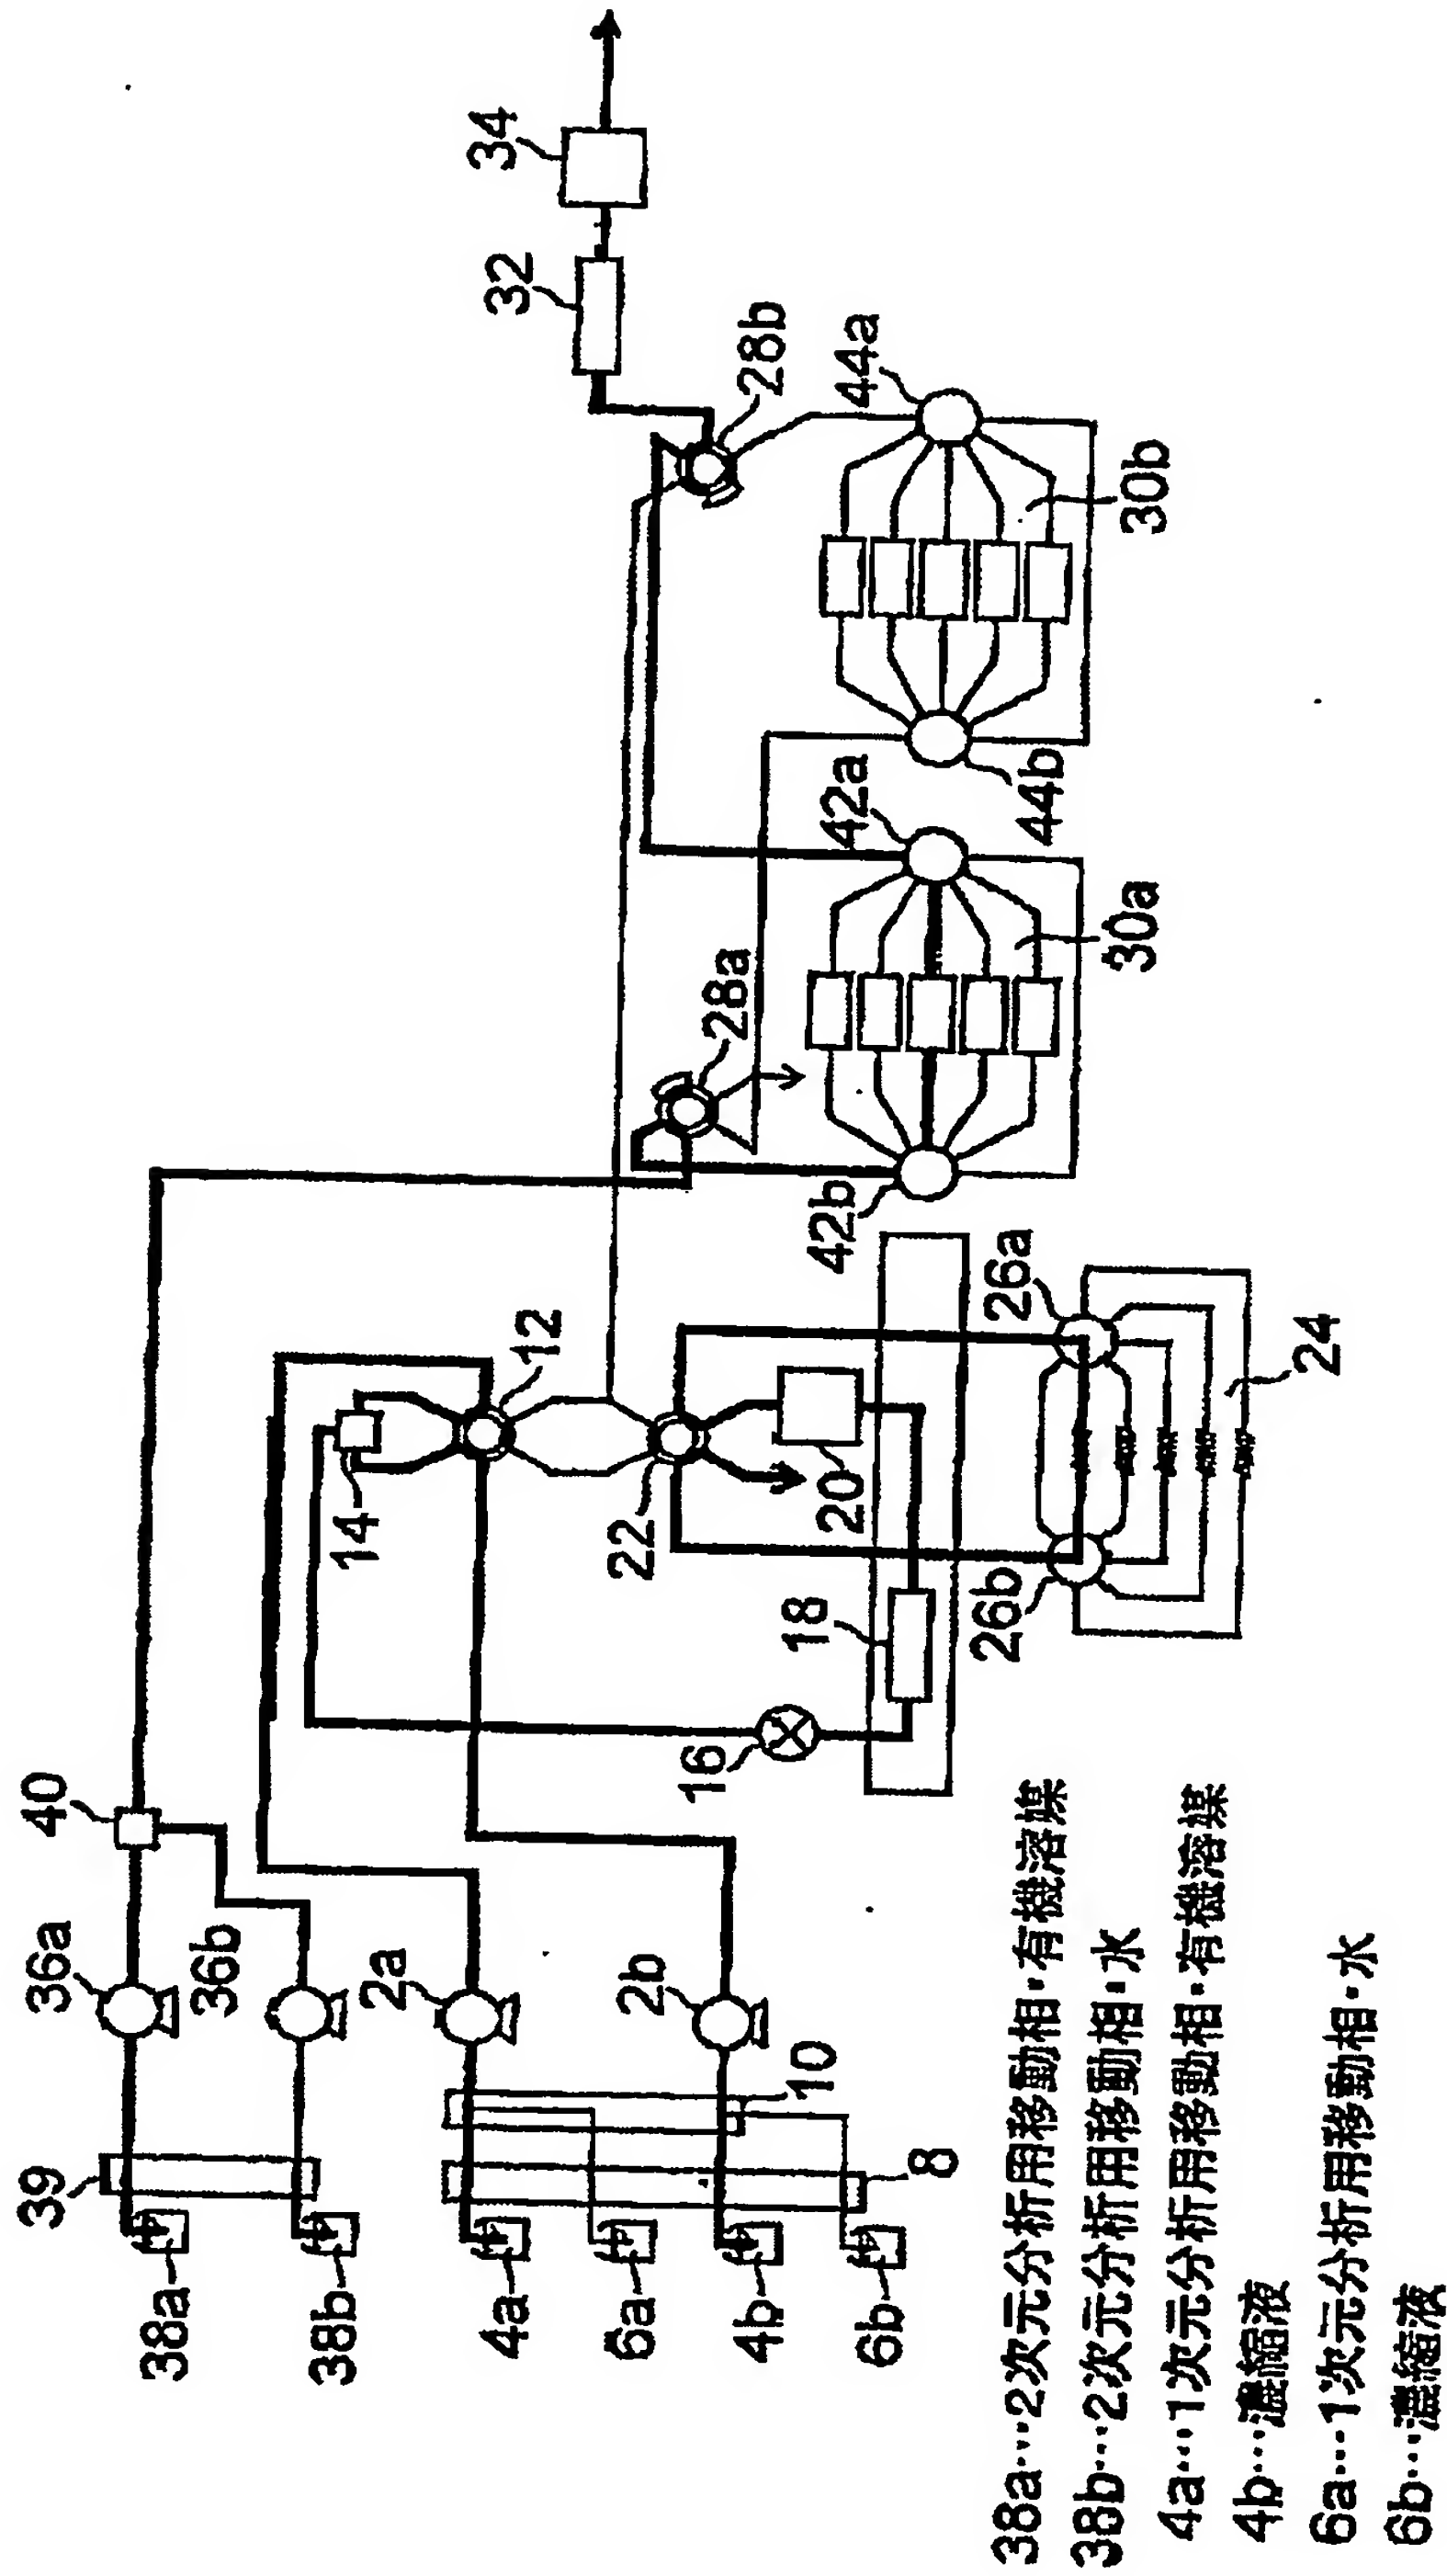 34
32
28b
44a
30b
44b
42a
30a
28a
42b
26a
24
12
14
22
20
26b
18
16
40
36a
36b
2a
2b
10
8
39
38a
38b
4a
6a
4b
6b
38a…2次元分析用移動相・有機溶媒
38b…2次元分析用移動相・水
4a…1次元分析用移動相・有機溶媒
4b…濃縮液
6a…1次元分析用移動相・水
6b…濃縮液